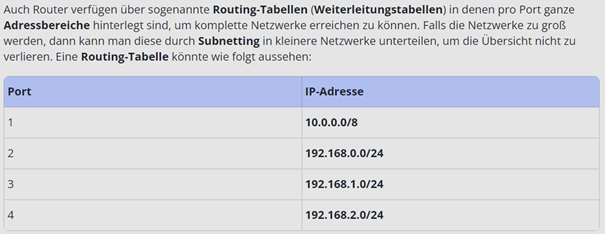 Auch Router verfügen über sogenannte Routing-Tabellen (Weiterleitungstabellen) in denen pro Port ganze
Adressbereiche hinterlegt sind, um komplette Netzwerke erreichen zu können. Falls die Netzwerke zu groß
werden, dann kann man diese durch Subnetting in kleinere Netzwerke unterteilen, um die Übersicht nicht zu
verlieren. Eine Routing-Tabelle könnte wie folgt aussehen:
Port IP-Adresse
1 10.0.0.0/8
2 192.168.0.0/24
3 192.168.1.0/24
4 192.168.2.0/24